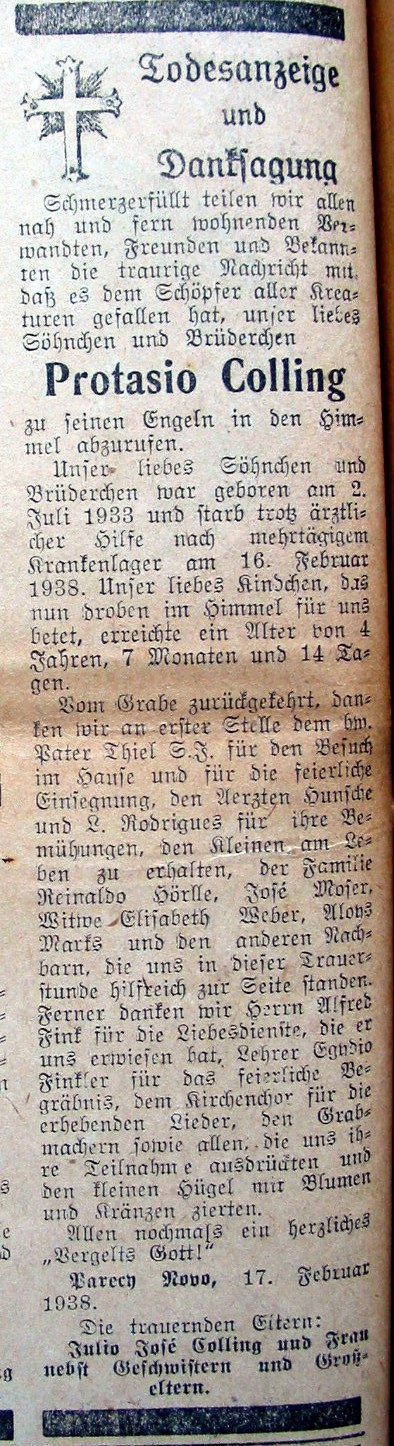 Todesanzeige
und
Danksagung
Schmerzerfüllt teilen wir allen
nah und fern wohnenden Ver=
wandten, Freunden und Bekann=
ten die traurige Nachricht mit,
daß es dem Schöpfer aller Krea=
turen gefallen hat, unser liebes
Söhnchen und Brüderchen
Protasio Colling
zu seinen Engeln in den Him=
mel abzurufen.
Unser liebes Söhnchen und
Brüderchen war geboren am 2.
Juli 1933 und starb trotz ärztli=
cher Hilfe nach mehrtägigem
Krankenlager am 16. Februar
1938. Unser liebes Kindchen, das
nun droben im Himmel für uns
betet, erreichte ein Alter von 4
Jahren, 7 Monaten und 14 Ta=
gen.
Vom Grabe zurückgekehrt, dan=
ken wir an erster Stelle dem hw.
Pater Thiel S.J. für den Besuch
im Hause und für die feierliche
Einsegnung, den Aerzten Hunsche
und L. Rodrigues für ihre Be=
mühungen, den Kleinen am Le=
ben zu erhalten, der Familie
Reinaldo Hörlle, José Moser,
Witwe Elisabeth Weber, Aloys
Marks und den anderen Nach=
barn, die uns in dieser Trauer=
stunde hilfreich zur Seite standen.
Ferner danken wir Herrn Alfred
Fink für die Liebesdienste, die er
uns erwiesen hat, Lehrer Egydio
Finkler für das feierliche Be=
gräbnis, dem Kirchenchor für die
erhebenden Lieder, den Grab=
machern sowie allen, die uns ih=
re Teilnahme ausdrückten und
den kleinen Hügel mit Blumen
und Kränzen zierten.
Allen nochmals ein herzliches
„Vergelts Gott!“
Parecy Novo, 17. Februar
1938.
Die trauernden Eltern:
Julio José Colling und Frau
nebst Geschwistern und Groß=
eltern.